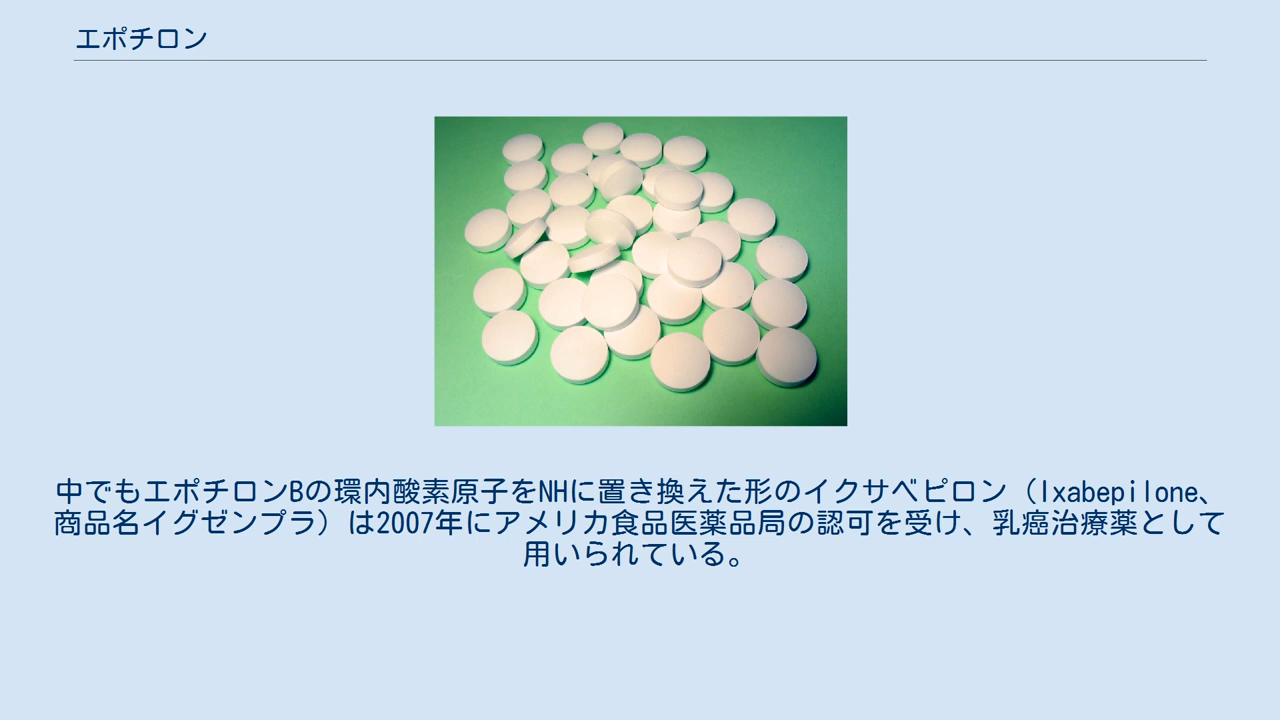 エポチロン
中でもエポチロンBの環内酸素原子をNHに置き換えた形のイクサベピロン（Ixabepilone、
商品名イグゼンプラ）は2007年にアメリカ食品医薬品局の認可を受け、乳癌治療薬として
用いられている。